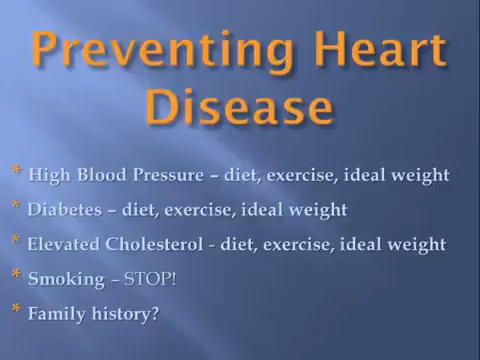 Preventing Heart
Disease
* High Blood Pressure – diet, exercise, ideal weight
* Diabetes – diet, exercise, ideal weight
* Elevated Cholesterol - diet, exercise, ideal weight
* Smoking – STOP!
* Family history?